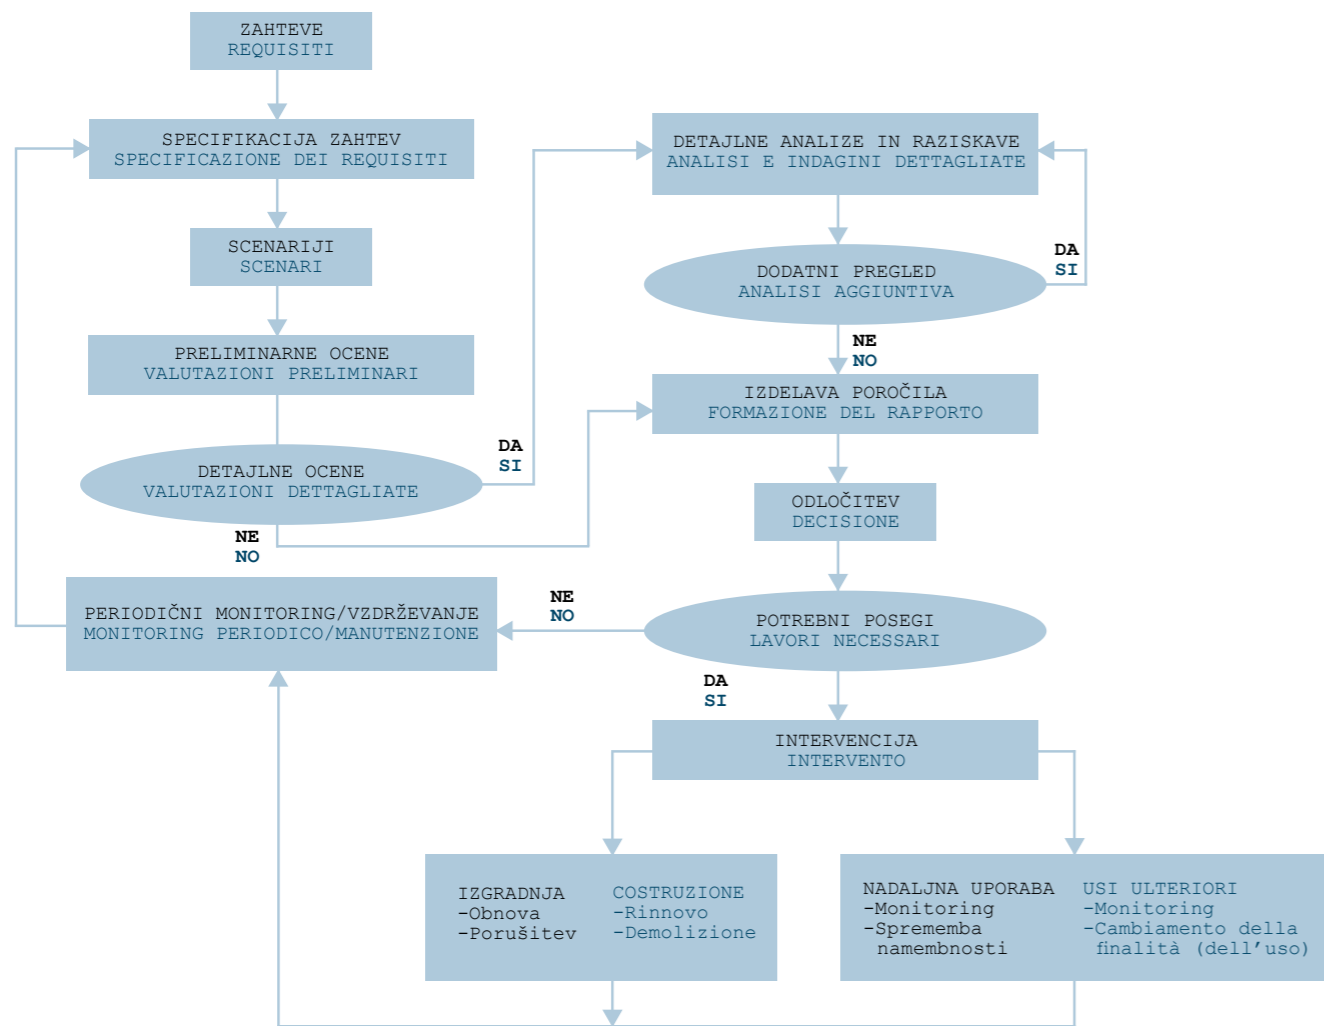 ZAHTEVE
REQUISITI
SPECIFIKACIJA ZAHTEV
SPECIFICAZIONE DEI REQUISITI
SCENARIJI
SCENARI
PRELIMINARNE OCENE
VALUTAZIONI PRELIMINARI
DETAJLNE OCENE
VALUTAZIONI DETTAGLIATE
DA
SI
NE
NO
DETAJLNE ANALIZE IN RAZISKAVE
ANALISI E INDAGINI DETTAGLIATE
DODATNI PREGLED
ANALISI AGGIUNTIVA
DA
SI
NE
NO
IZDELAVA POROČILA
FORMAZIONE DEL RAPPORTO
ODLOČITEV
DECISIONE
POTREBNI POSEGI
LAVORI NECESSARI
NE
NO
PERIODIČNI MONITORING/VZDRŽEVANJE
MONITORING PERIODICO/MANUTENZIONE
DA
SI
INTERVENCIJA
INTERVENTO
IZGRADNJA
-Obnova
-Porušitev
COSTRUZIONE
-Rinnovo
-Demolizione
NADALJNA UPORABA
-Monitoring
-Sprememba
namembnosti
USI ULTERIORI
-Monitoring
-Cambiamento della
finalità (dell'uso)